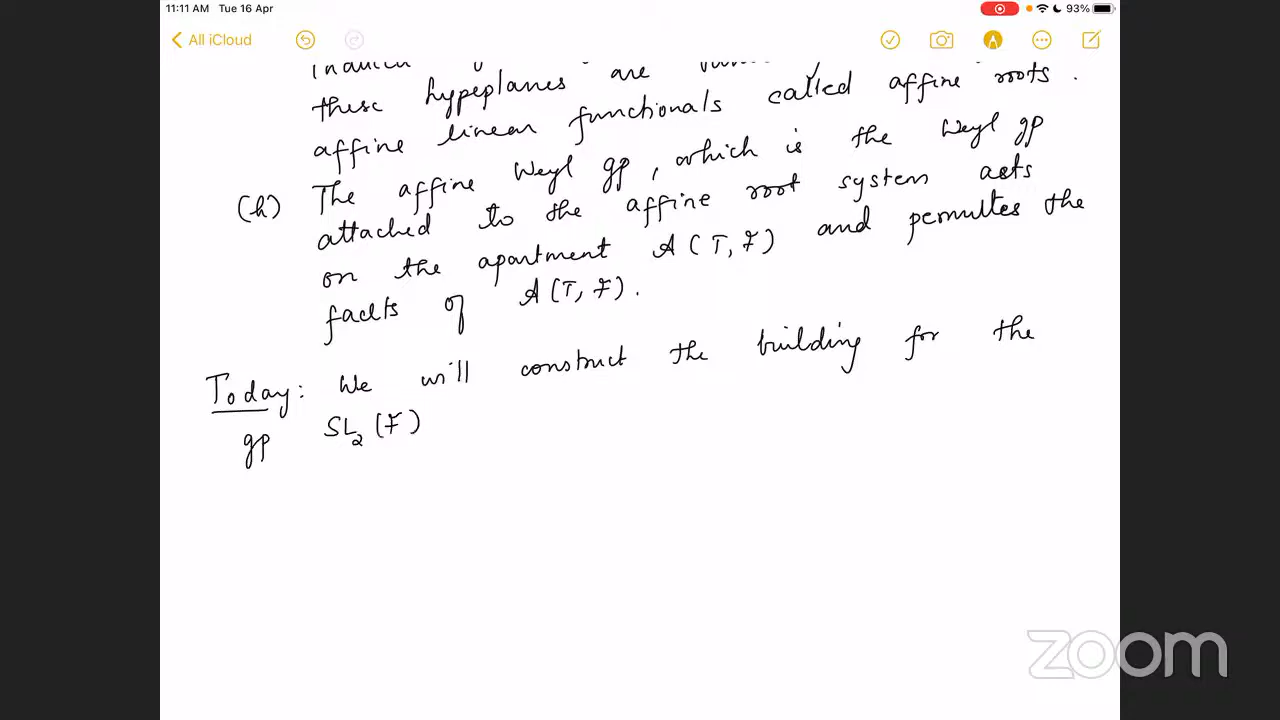 11:11 AM Tue 16 Apr
93%
All iCloud
these hypeplanes are
affine linear functionals called affine roots.
(h) The affine Weyl gp, which is the Weyl gp
attached to the affine root system acts
on the apartment A(T, F) and permutes the
facets of A(T, F).
Today: We will construct the building for the
gp SL₂(F)
zoom